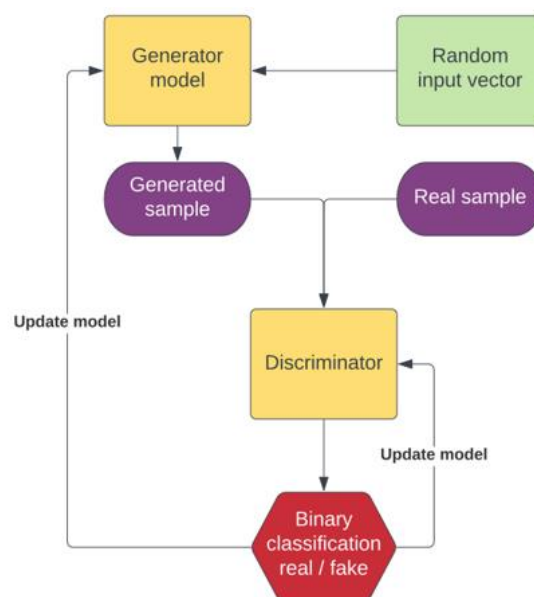 Generator
model
Random
input vector
Generated
sample
Real sample
Update model
Discriminator
Update model
Binary
classification
real / fake